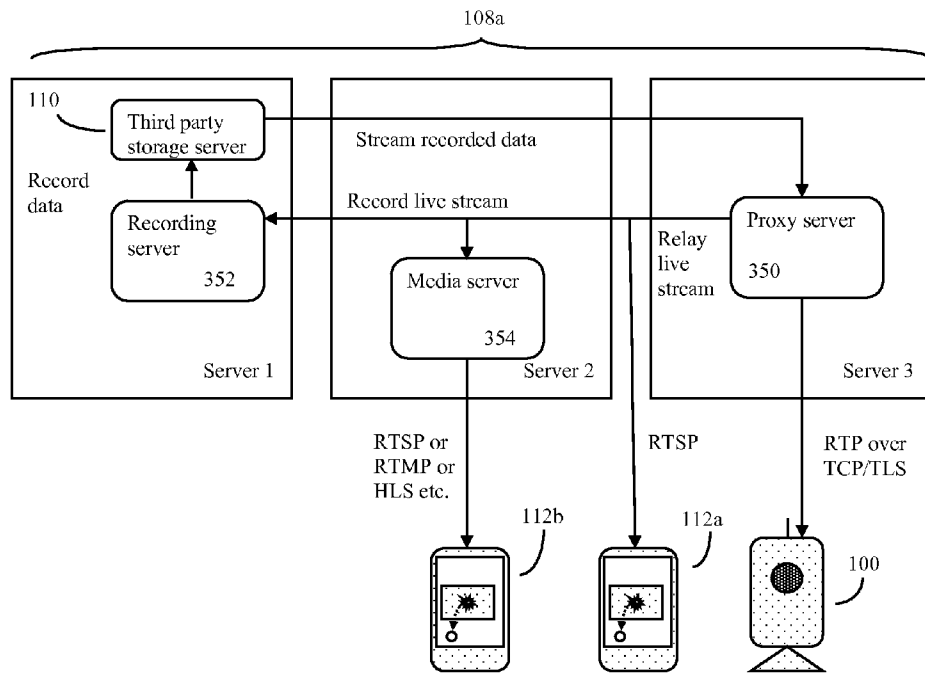 108a
110
Third party
storage server
Stream recorded data
Record
data
Record live stream
Recording
server
352
Proxy server
350
Relay
live
stream
Media server
354
Server 1
Server 2
Server 3
RTSP or
RTMP or
HLS etc.
RTSP
RTP over
TCP/TLS
112b
112a
100